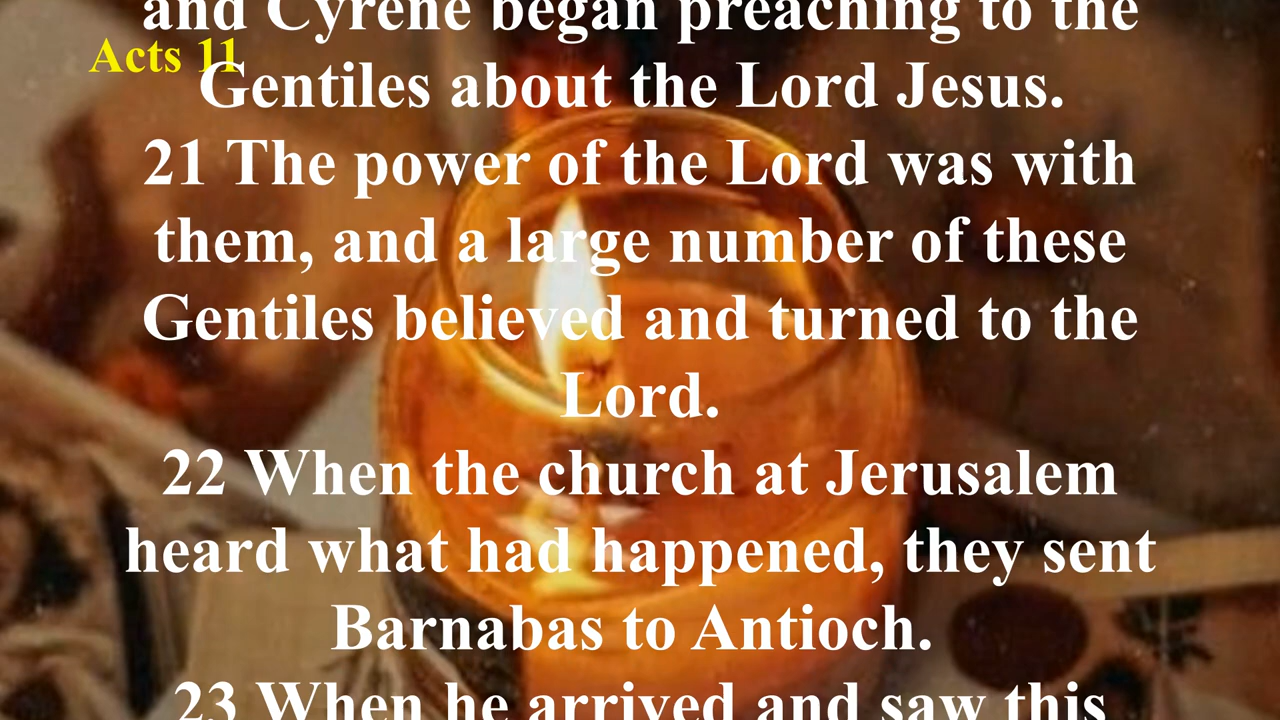 and Cyrene began preaching to the
Acts 11
Gentiles about the Lord Jesus.
21 The power of the Lord was with
them, and a large number of these
Gentiles believed and turned to the
Lord.
22 When the church at Jerusalem
heard what had happened, they sent
Barnabas to Antioch.
23 When he arrived and saw this